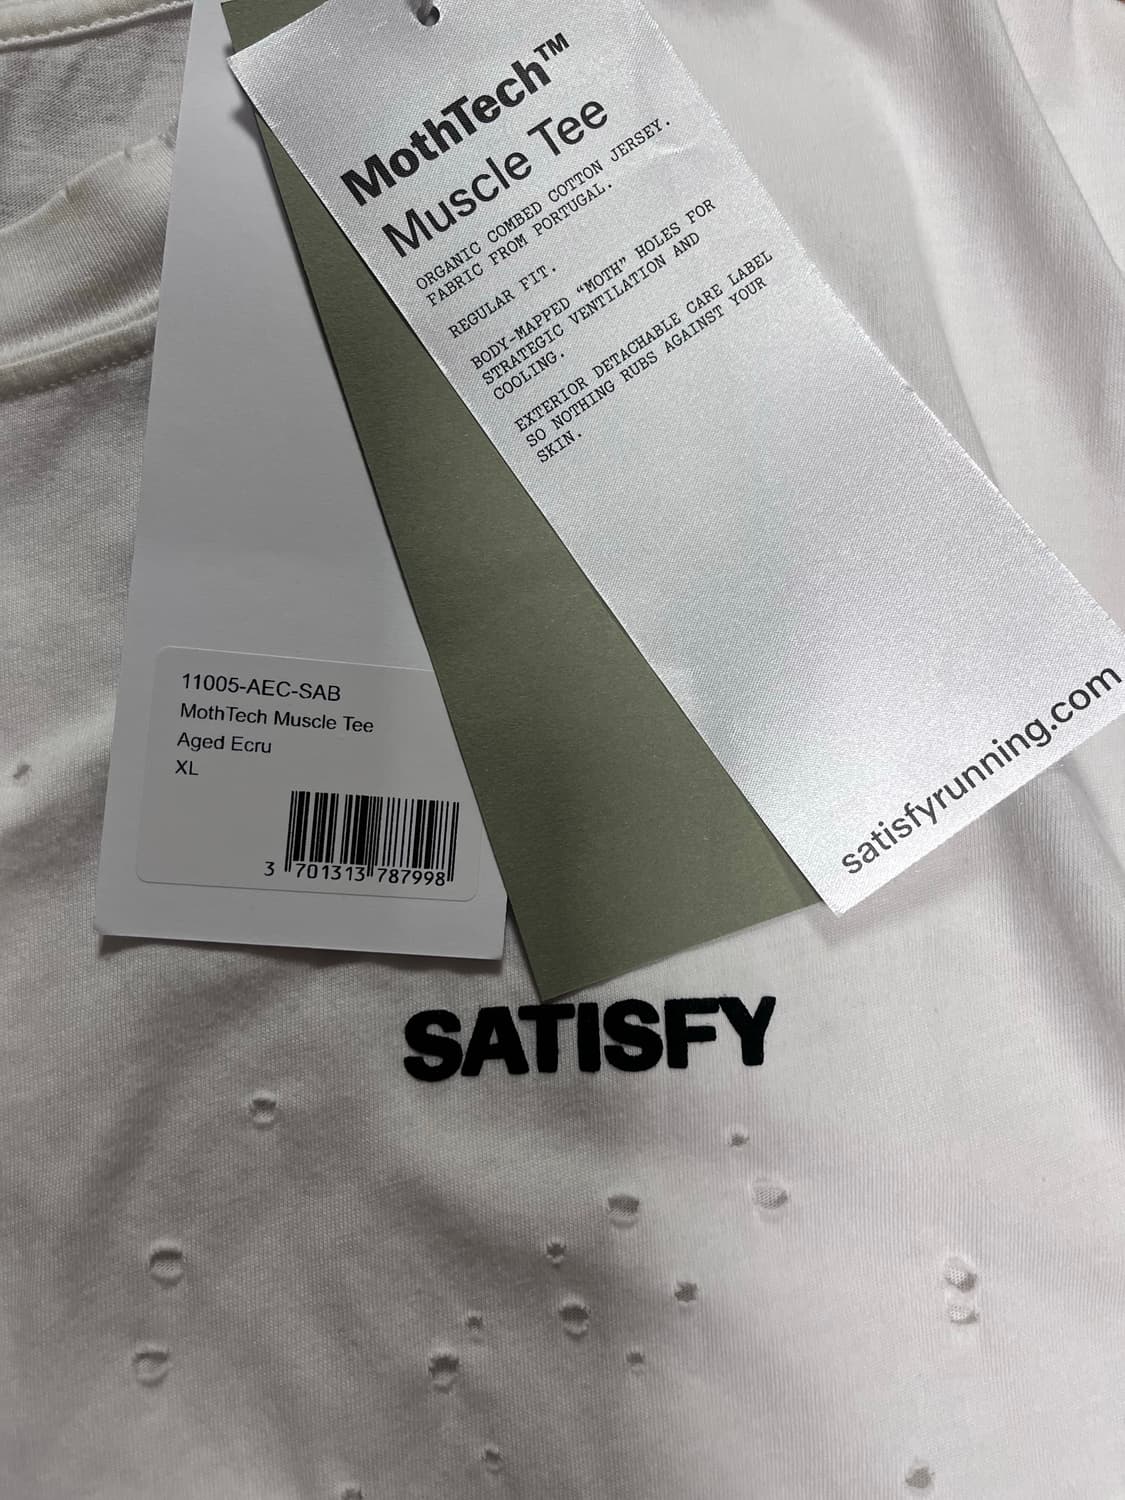 MothTech™
Muscle Tee
ORGANIC COMBED COTTON JERSEY.
FABRIC FROM PORTUGAL.
REGULAR FIT.
BODY-MAPPED “MOTH” HOLES FOR
STRATEGIC VENTILATION AND
COOLING.
EXTERIOR DETACHABLE CARE LABEL
SO NOTHING RUBS AGAINST YOUR
SKIN.
satisfyrunning.com
11005-AEC-SAB
MothTech Muscle Tee
Aged Ecru
XL
3 701313 787998
SATISFY